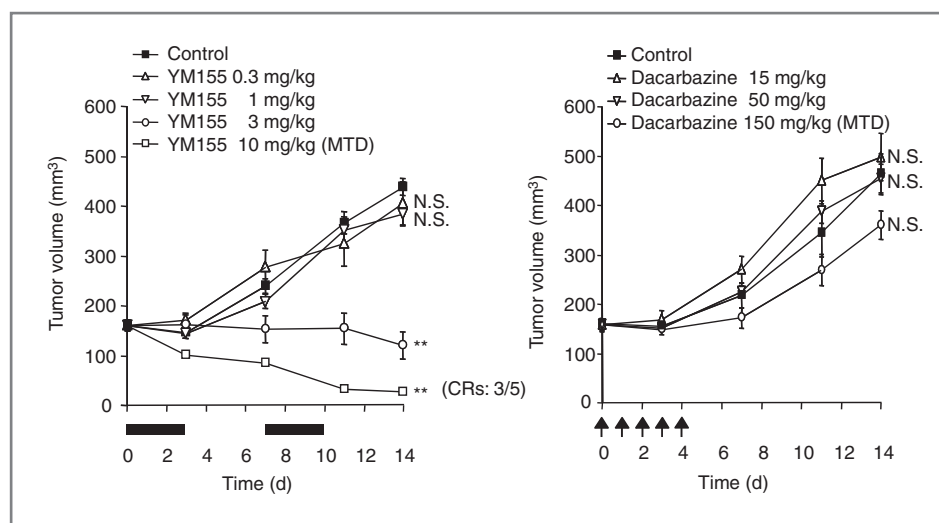 Control
YM155 0.3 mg/kg
YM155 1 mg/kg
YM155 3 mg/kg
YM155 10 mg/kg (MTD)
600
500
400
300
200
100
0
Tumor volume (mm³)
N.S.
N.S.
**
** (CRs: 3/5)
0 2 4 6 8 10 12 14
Time (d)
Control
Dacarbazine 15 mg/kg
Dacarbazine 50 mg/kg
Dacarbazine 150 mg/kg (MTD)
600
500
400
300
200
100
0
Tumor volume (mm³)
N.S.
N.S.
N.S.
0 2 4 6 8 10 12 14
Time (d)